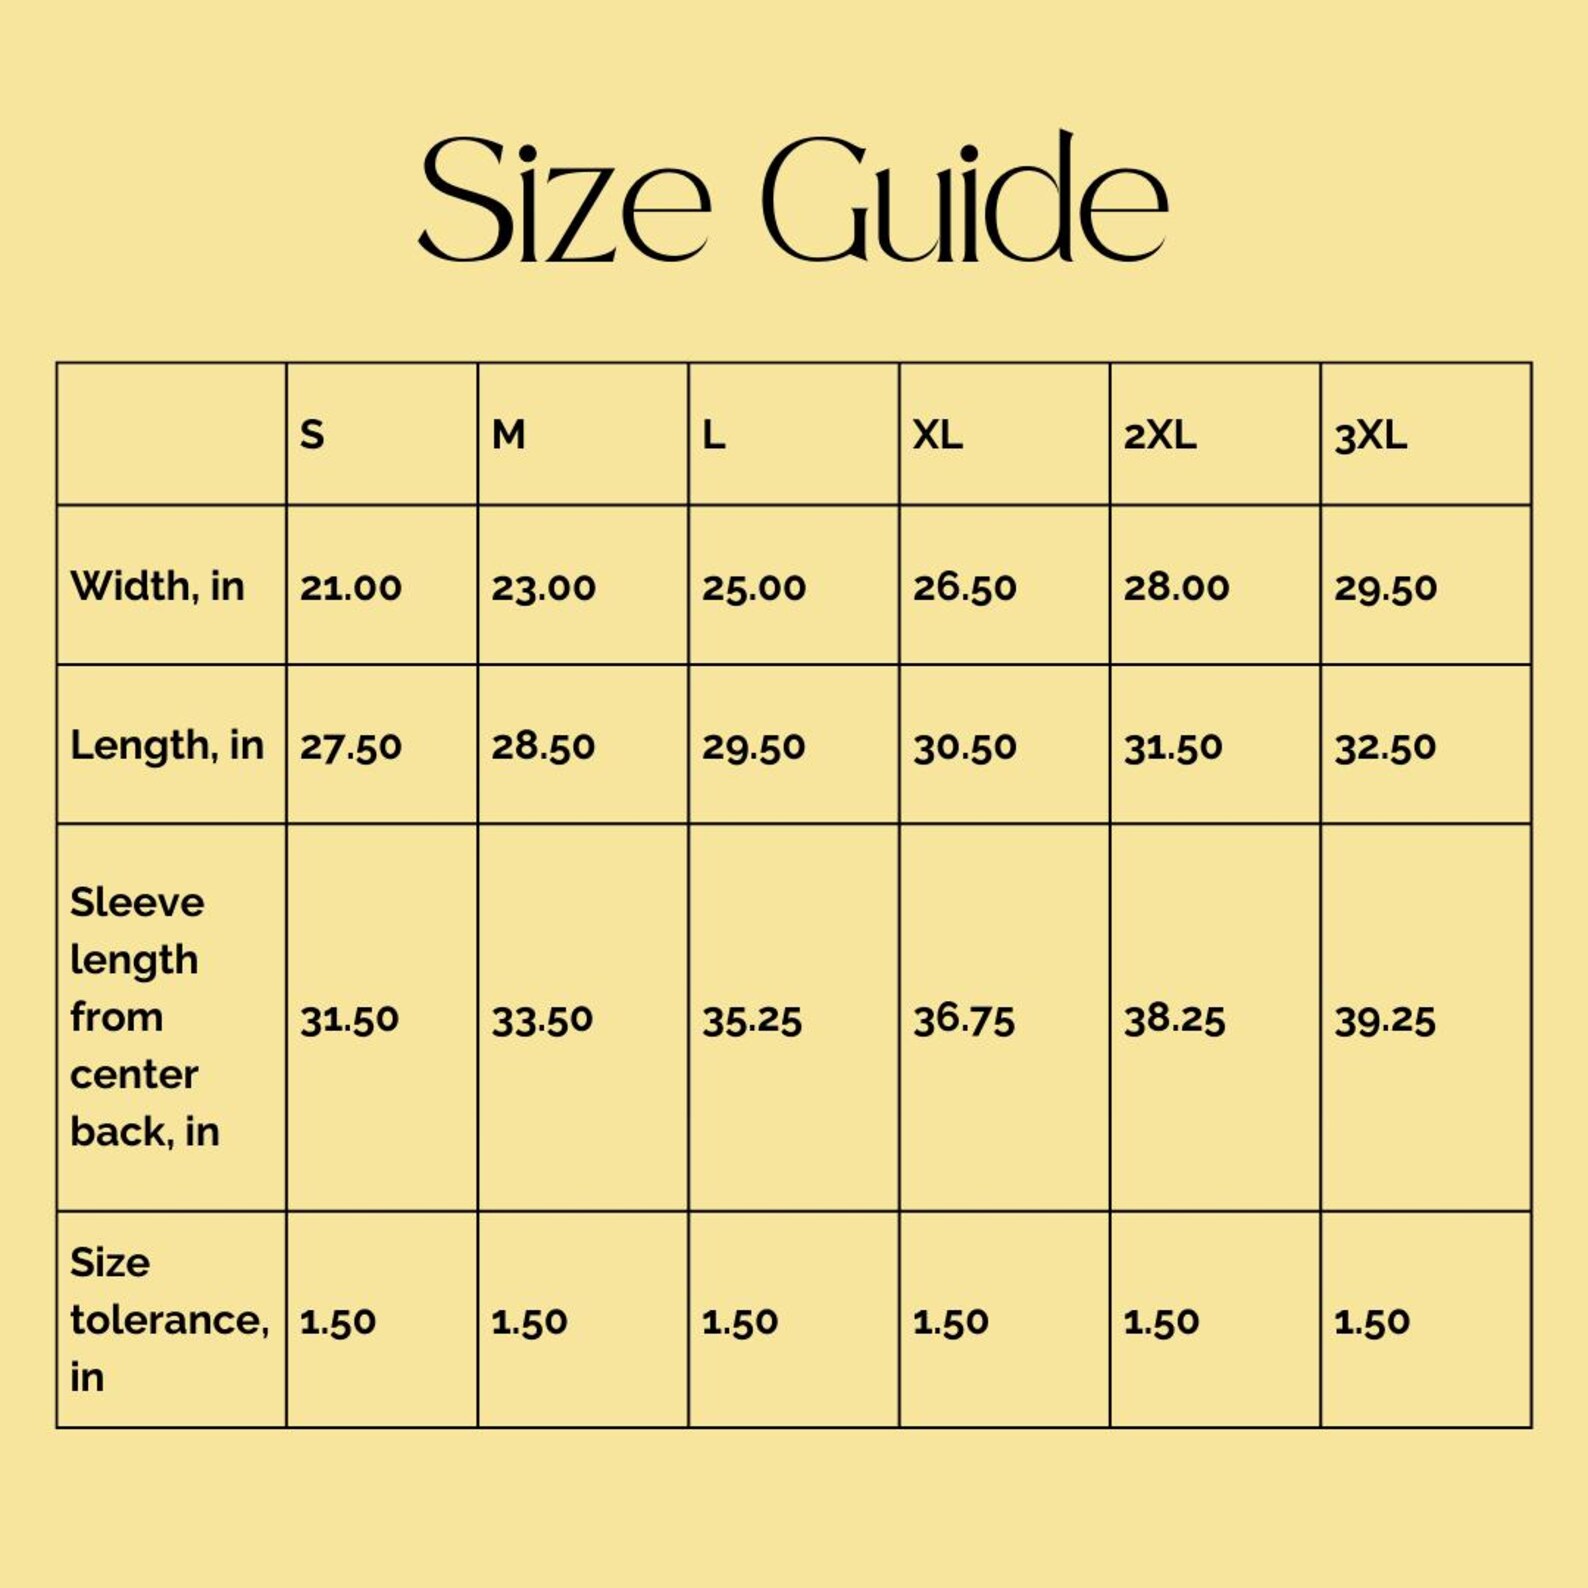 Size Guide
S M L XL 2XL 3XL
Width, in 21.00 23.00 25.00 26.50 28.00 29.50
Length, in 27.50 28.50 29.50 30.50 31.50 32.50
Sleeve
length
from
center
back, in
31.50 33.50 35.25 36.75 38.25 39.25
Size
tolerance,
in
1.50 1.50 1.50 1.50 1.50 1.50